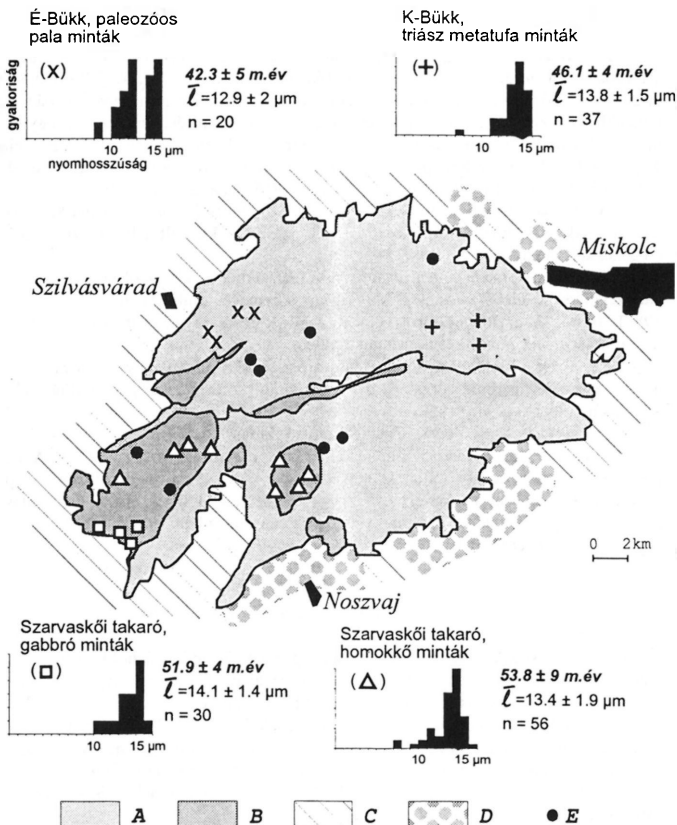 É-Bükk, paleozóos
pala minták
(x)
gyakoriság
42.3 ± 5 m.év
l̄ =12.9 ± 2 μm
n = 20
10 15 μm
nyomhosszúság
K-Bükk,
triász metatufa minták
(+)
46.1 ± 4 m.év
l̄ =13.8 ± 1.5 μm
n = 37
10 15 μm
Miskolc
Szilvásvárad
0 2 km
Noszvaj
Szarvaskői takaró,
gabbró minták
(□)
51.9 ± 4 m.év
l̄ =14.1 ± 1.4 μm
n = 30
10 15 μm
Szarvaskői takaró,
homokkő minták
(△)
53.8 ± 9 m.év
l̄ =13.4 ± 1.9 μm
n = 56
10 15 μm
A B C D E